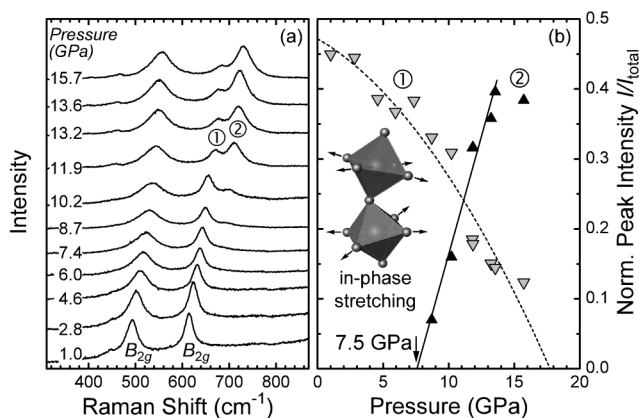 Pressure
(GPa)
(a)
15.7
13.6
13.2
11.9
10.2
8.7
7.4
6.0
4.6
2.8
1.0
① ②
B2g B2g
400 500 600 700 800
Raman Shift (cm-1)
Intensity
(b)
① ②
in-phase
stretching
7.5 GPa
0 5 10 15 20
Pressure (GPa)
0.5
0.4
0.3
0.2
0.1
0.0
Norm. Peak Intensity I/Itotal